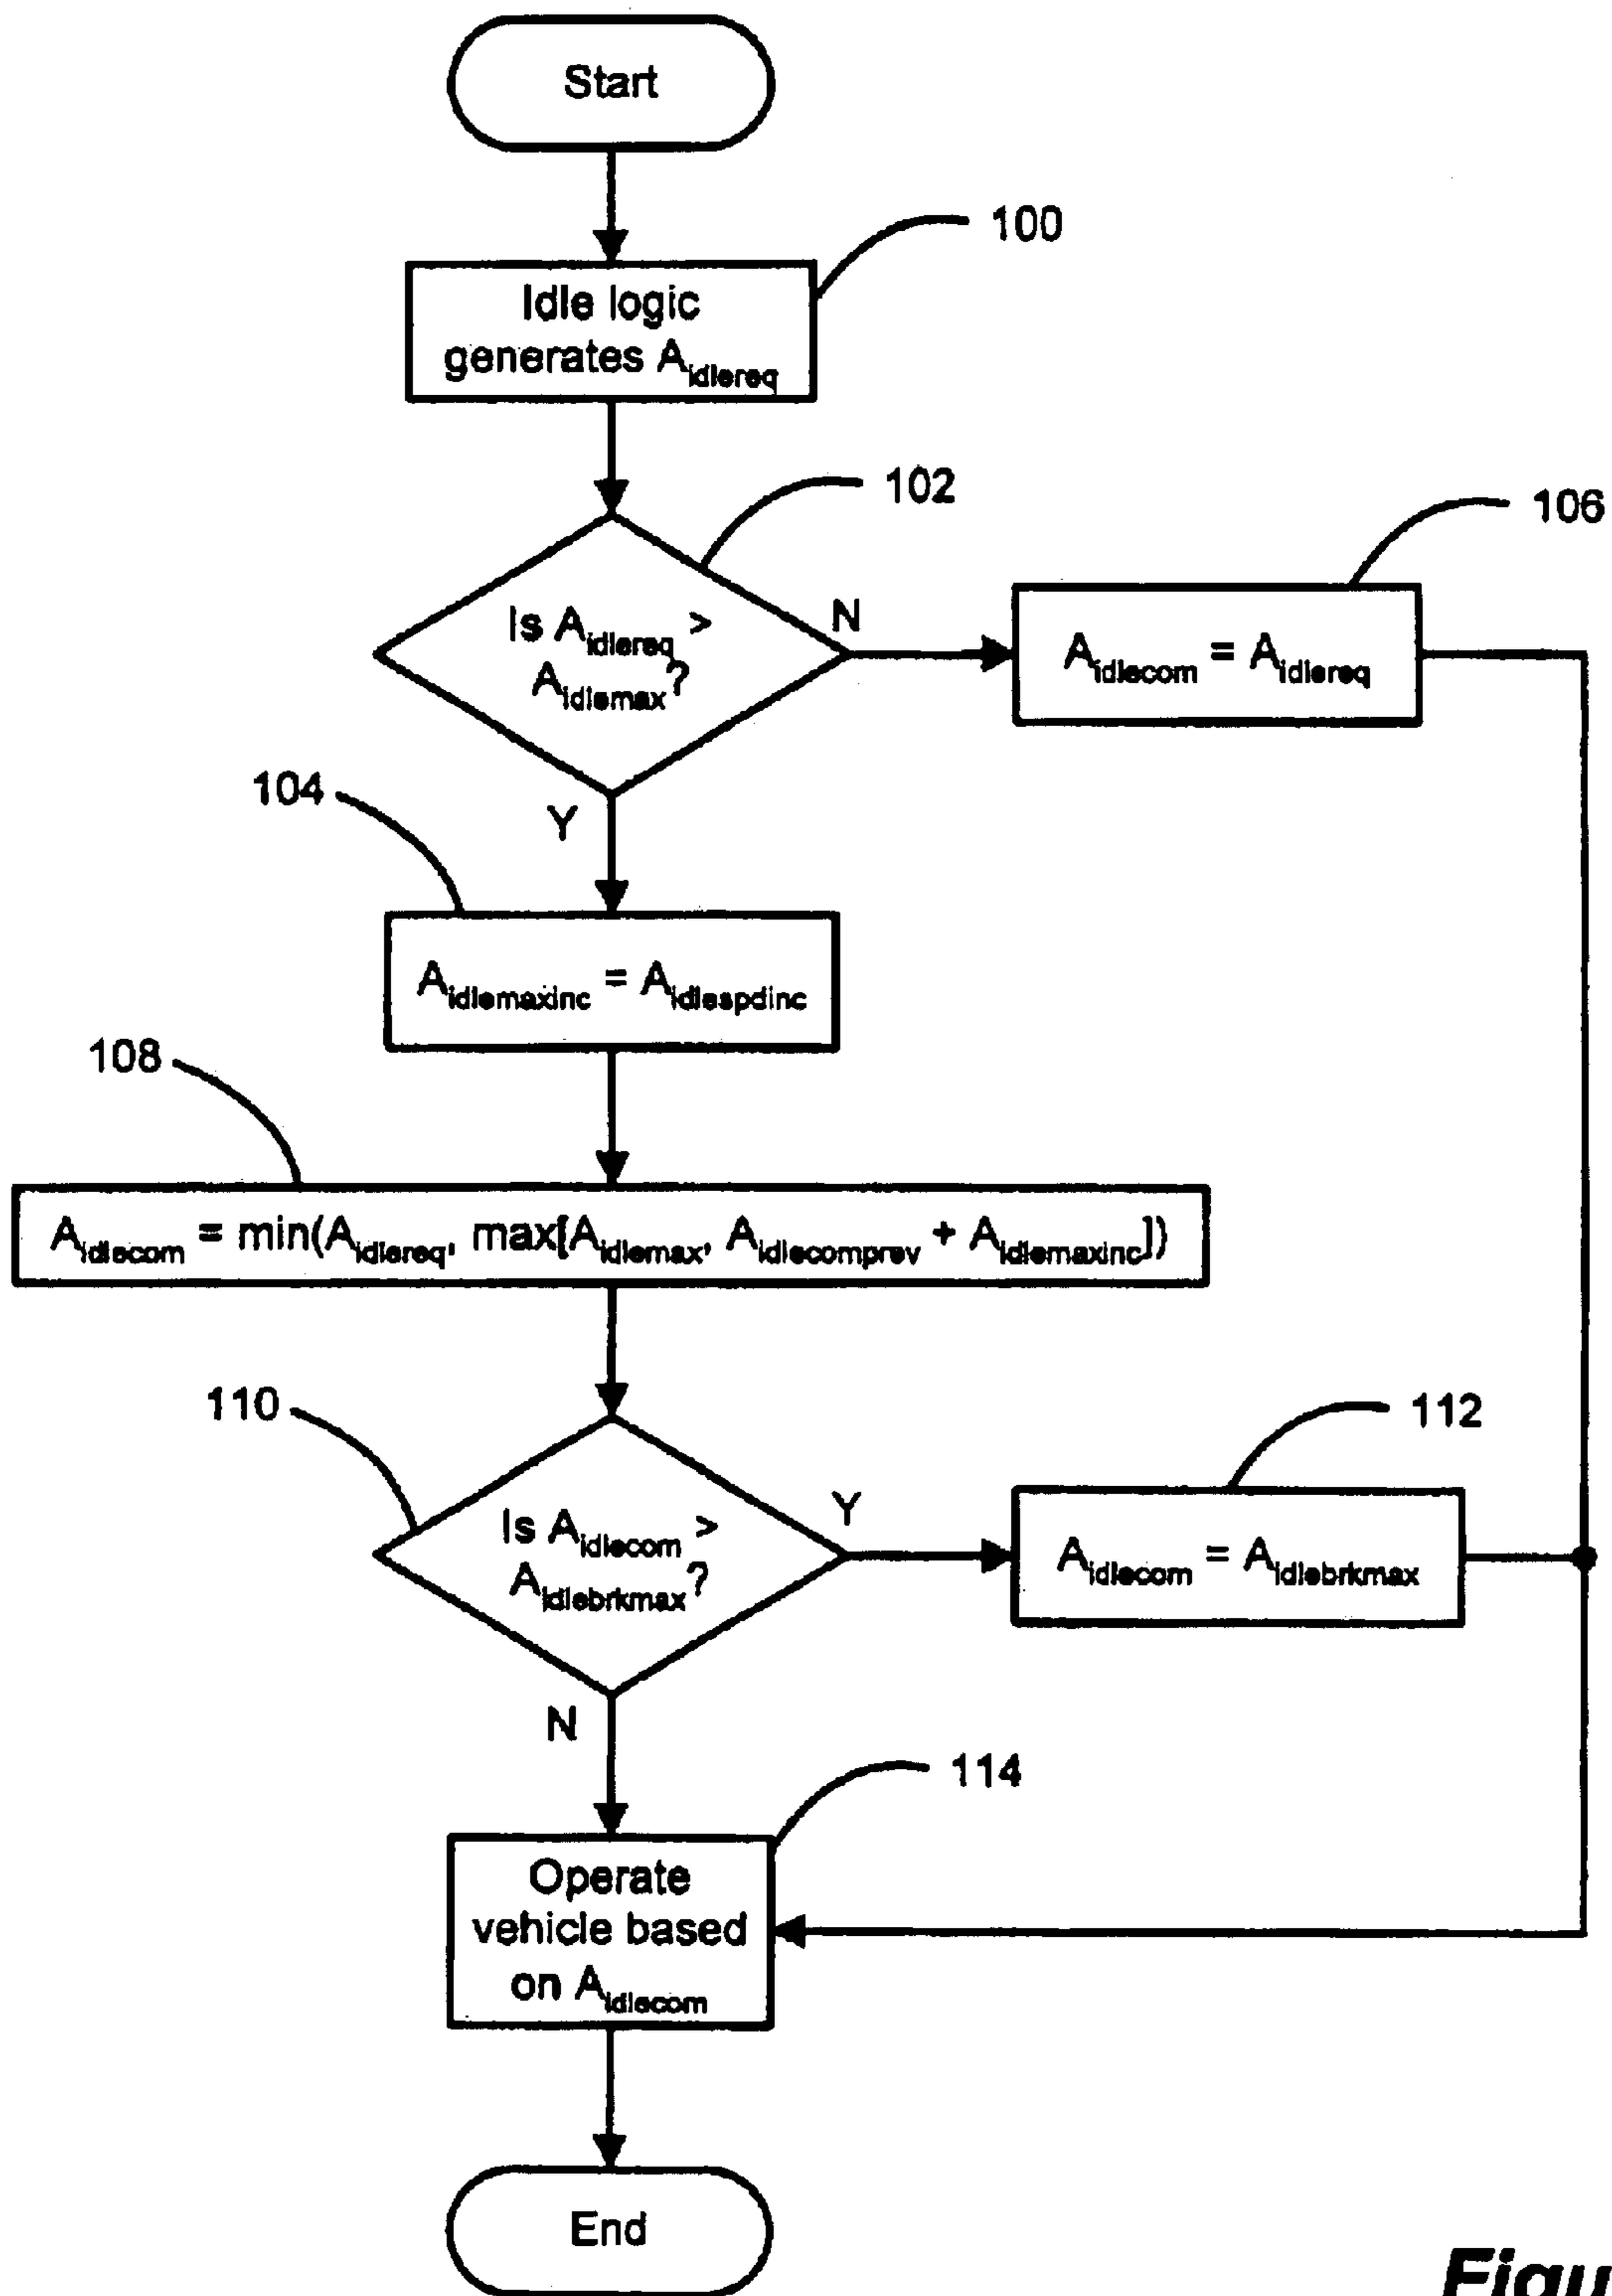 Start
100
Idle logic
generates A_idlereq
102
106
Is A_idlereq >
A_idlemax?
N
A_idlecom = A_idlereq
104
Y
A_idlemaxinc = A_idlespdinc
108
A_idlecom = min(A_idlereq, max[A_idlemax, A_idlecomprev + A_idlemaxinc])
110
112
Is A_idlecom >
A_idlebrkmax?
Y
A_idlecom = A_idlebrkmax
N
114
Operate
vehicle based
on A_idlecom
End
Figu